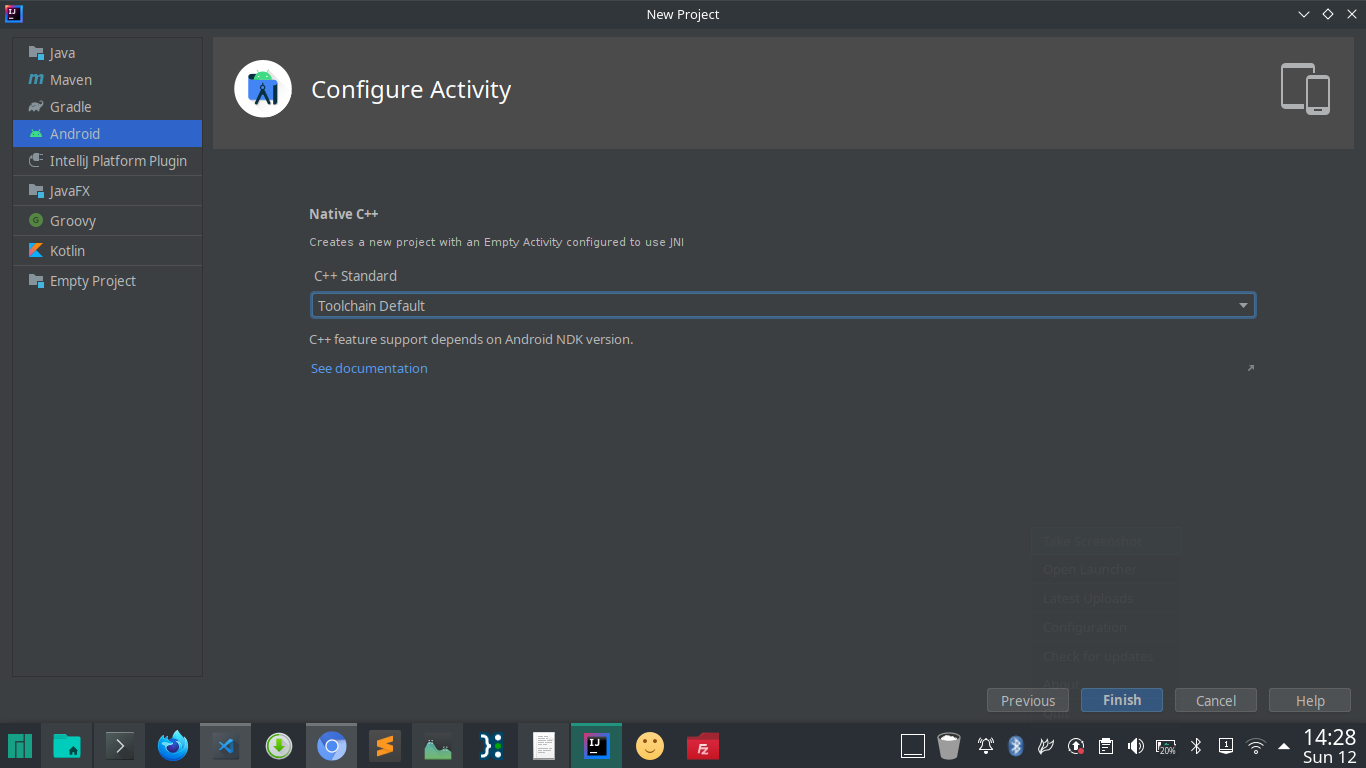 New Project
Java
Maven
Gradle
Android
IntelliJ Platform Plugin
JavaFX
Groovy
Kotlin
Empty Project
Configure Activity
Native C++
Creates a new project with an Empty Activity configured to use JNI
C++ Standard
Toolchain Default
C++ feature support depends on Android NDK version.
See documentation
Take Screenshot
Open Launcher
Latest Uploads
Configuration
Check for updates
About
Previous
Finish
Cancel
Help
20%
14:28
Sun 12